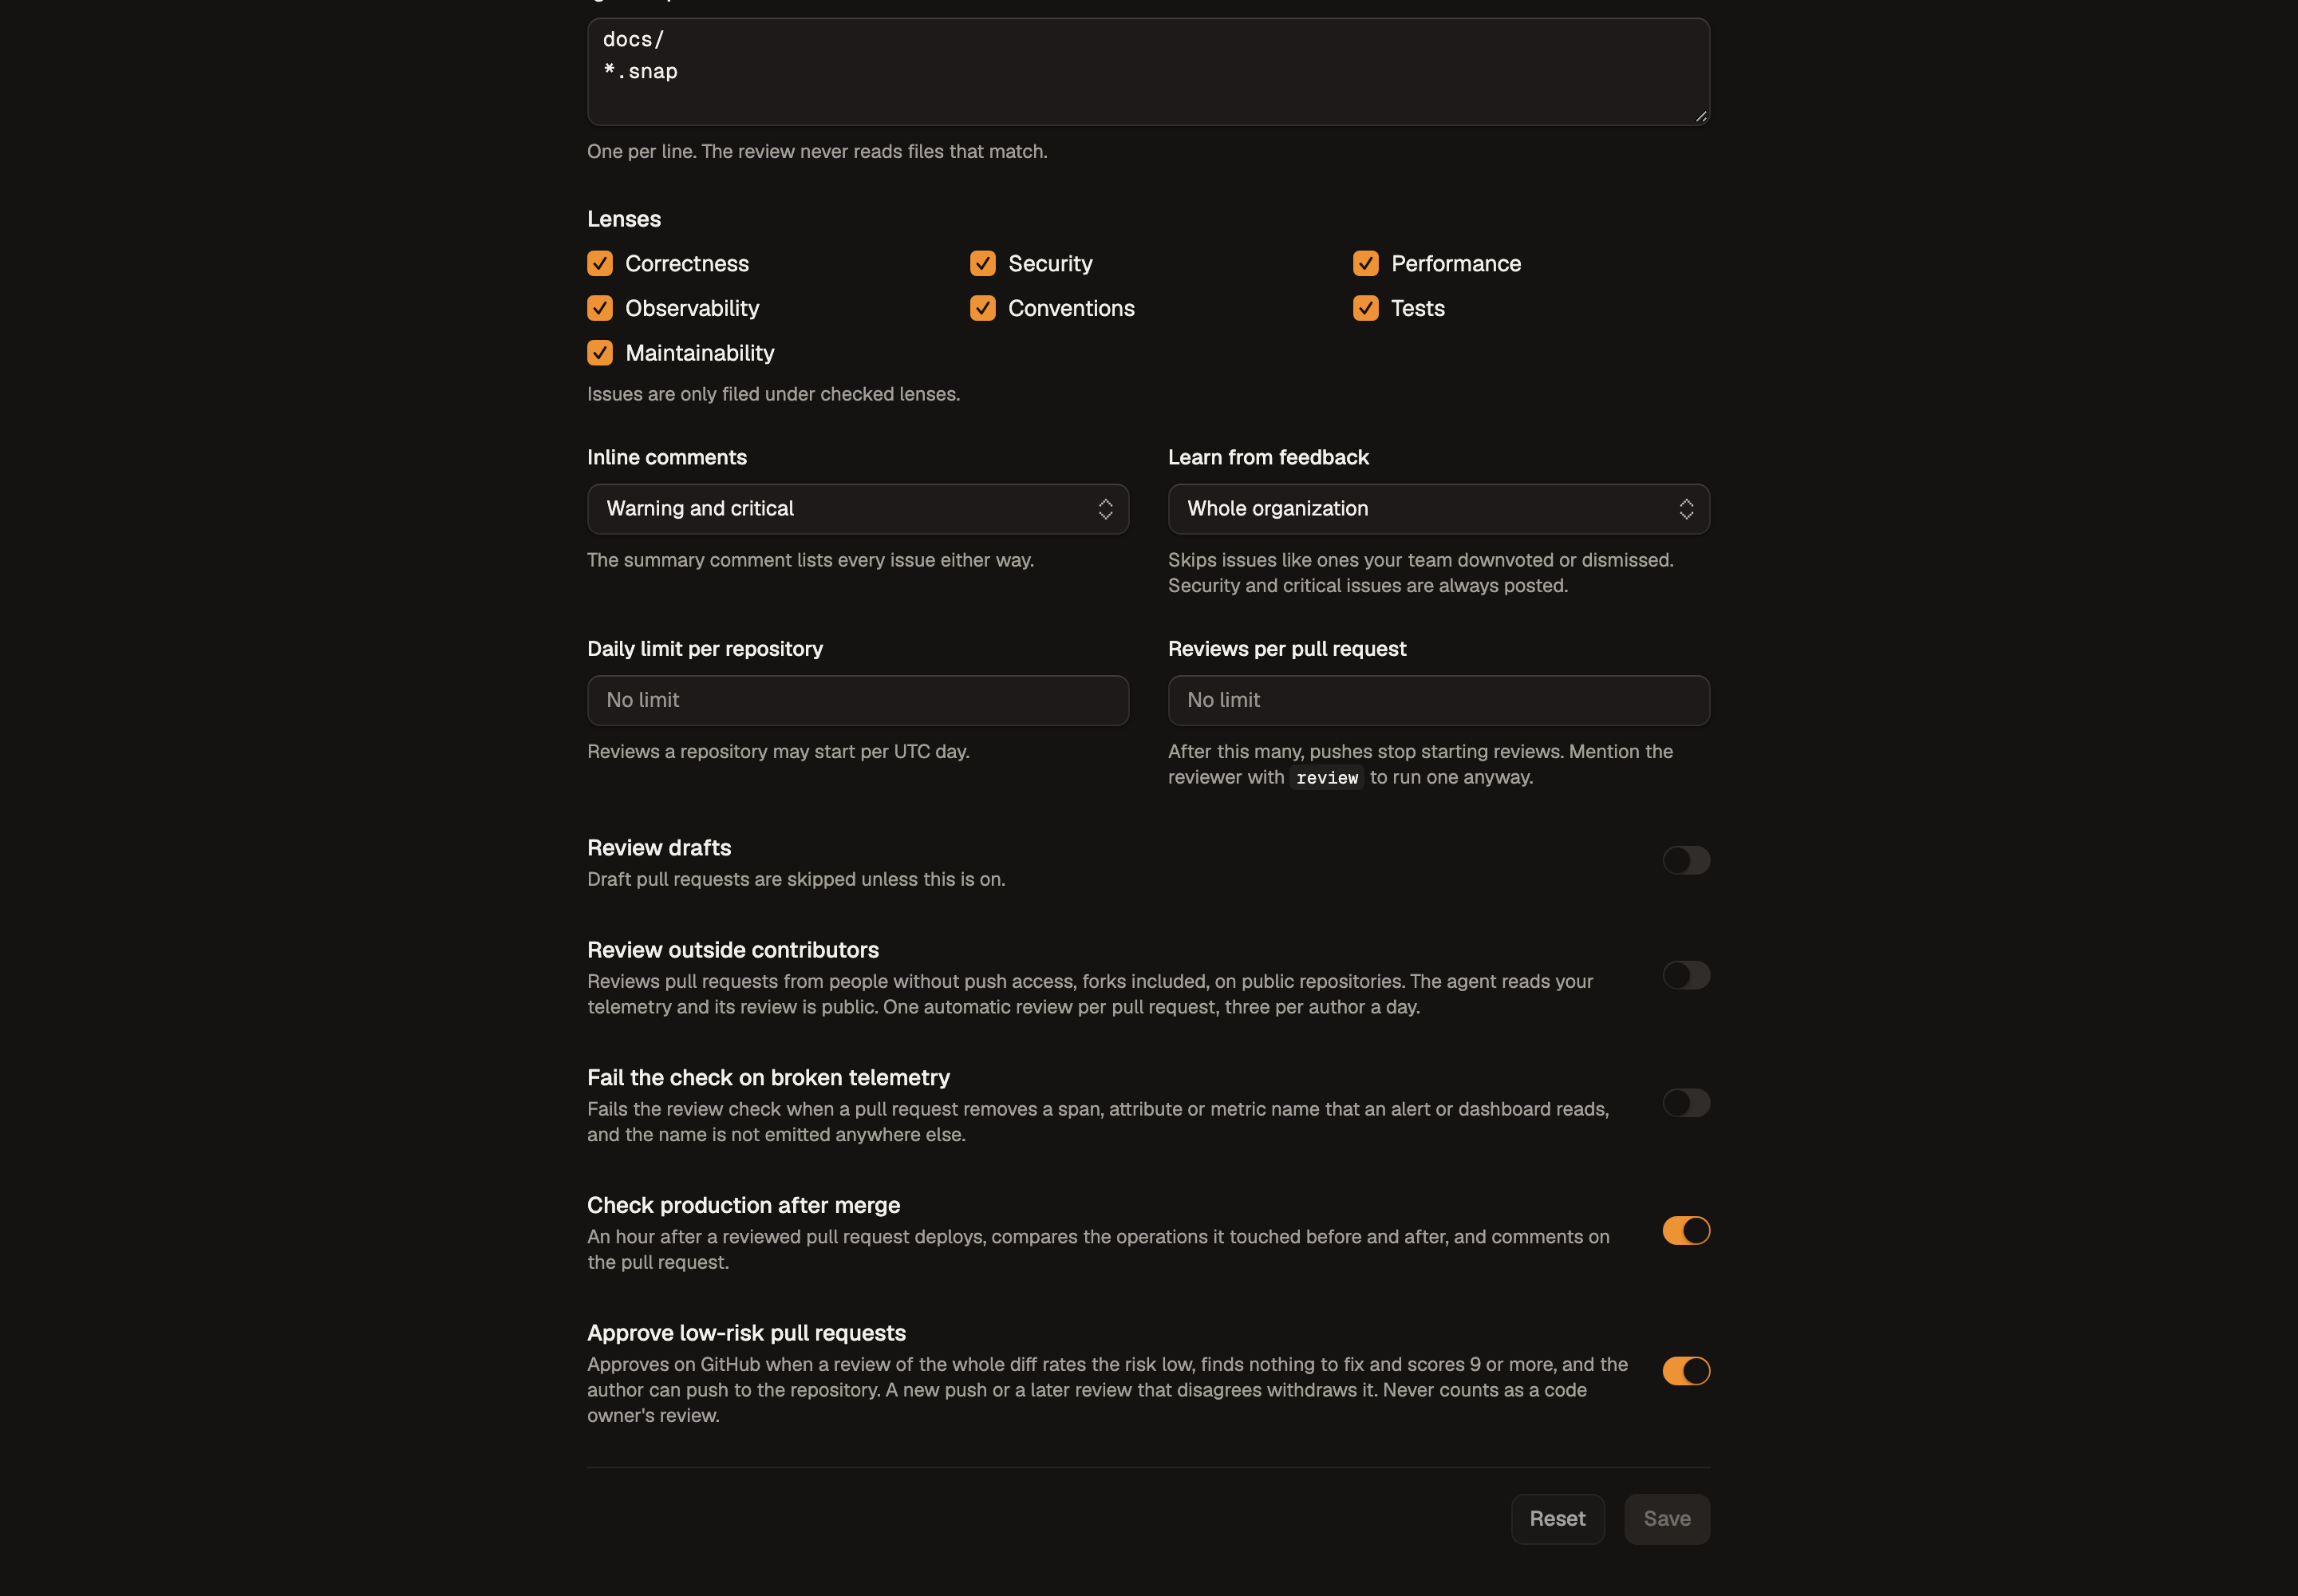 docs/
*.snap
One per line. The review never reads files that match.
Lenses
Correctness
Security
Performance
Observability
Conventions
Tests
Maintainability
Issues are only filed under checked lenses.
Inline comments
Learn from feedback
Warning and critical
Whole organization
The summary comment lists every issue either way.
Skips issues like ones your team downvoted or dismissed.
Security and critical issues are always posted.
Daily limit per repository
Reviews per pull request
No limit
No limit
Reviews a repository may start per UTC day.
After this many, pushes stop starting reviews. Mention the
reviewer with review to run one anyway.
Review drafts
Draft pull requests are skipped unless this is on.
Review outside contributors
Reviews pull requests from people without push access, forks included, on public repositories. The agent reads your
telemetry and its review is public. One automatic review per pull request, three per author a day.
Fail the check on broken telemetry
Fails the review check when a pull request removes a span, attribute or metric name that an alert or dashboard reads,
and the name is not emitted anywhere else.
Check production after merge
An hour after a reviewed pull request deploys, compares the operations it touched before and after, and comments on
the pull request.
Approve low-risk pull requests
Approves on GitHub when a review of the whole diff rates the risk low, finds nothing to fix and scores 9 or more, and the
author can push to the repository. A new push or a later review that disagrees withdraws it. Never counts as a code
owner's review.
Reset
Save